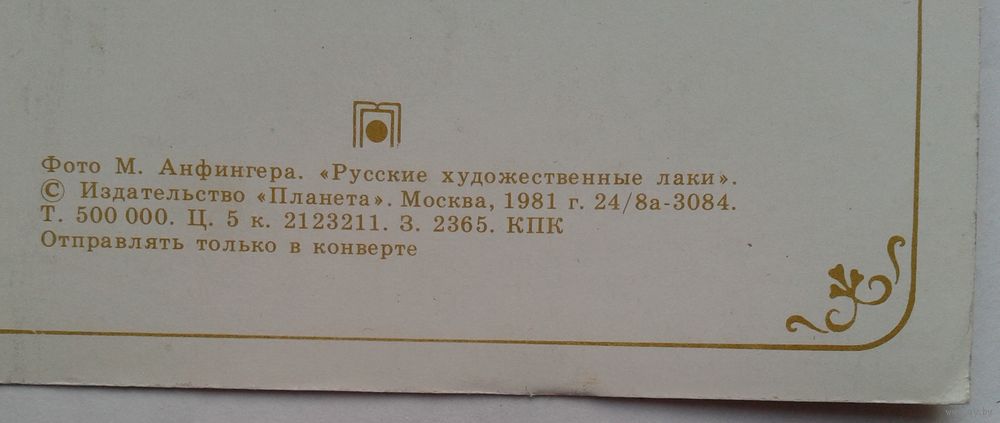 Фото М. Анфингера. «Русские художественные лаки».
© Издательство «Планета». Москва, 1981 г. 24/8а-3084.
Т. 500 000. Ц. 5 к. 2123211. З. 2365. КПК
Отправлять только в конверте